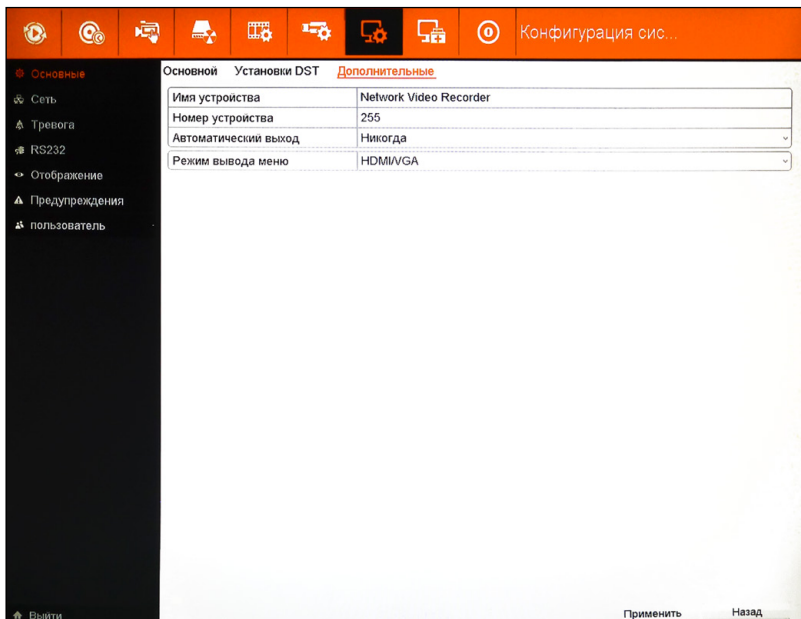 Конфигурация сис...
Основные
Сеть
Тревога
RS232
Отображение
Предупреждения
пользователь
Выйти
Основной Установки DST Дополнительные
Имя устройства Network Video Recorder
Номер устройства 255
Автоматический выход Никогда
Режим вывода меню HDMI/VGA
Применить Назад